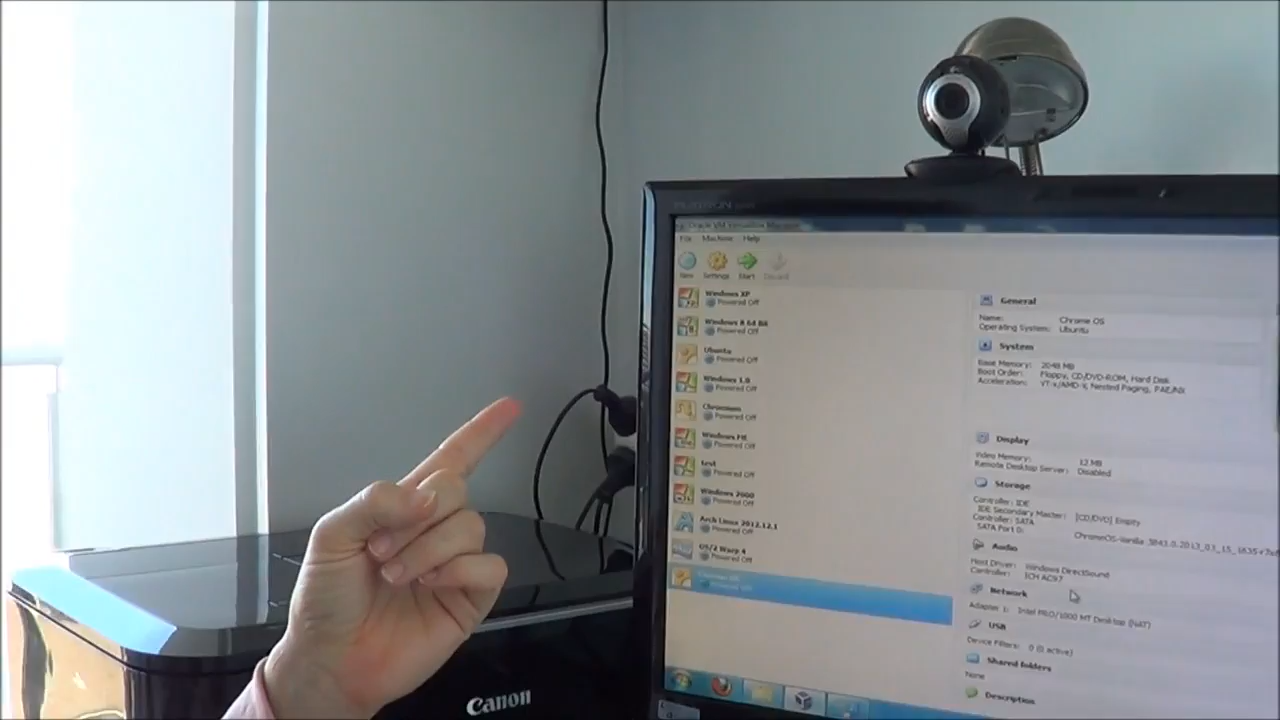 Oracle VM VirtualBox Manager
File Machine Help
New Settings Start Discard
Windows XP
Powered Off
Windows 8 64 Bit
Powered Off
Ubuntu
Powered Off
Windows 1.0
Powered Off
Chromium
Powered Off
Windows ME
Powered Off
test
Powered Off
Windows 2000
Powered Off
Arch Linux 2012.12.1
Powered Off
OS/2 Warp 4
Powered Off
General
Name: Chrome OS
Operating System: Ubuntu
System
Base Memory: 2048 MB
Boot Order: Floppy, CD/DVD-ROM, Hard Disk
Acceleration: VT-x/AMD-V, Nested Paging, PAE/NX
Display
Video Memory: 12 MB
Remote Desktop Server: Disabled
Storage
Controller: IDE
IDE Secondary Master: [CD/DVD] Empty
Controller: SATA
SATA Port 0: ChromeOS-Vanilla
Audio
Host Driver: Windows DirectSound
Controller: ICH AC97
Network
Adapter 1: Intel PRO/1000 MT Desktop (NAT)
USB
Device Filters: 0 (0 active)
Shared folders
None
Description
Canon